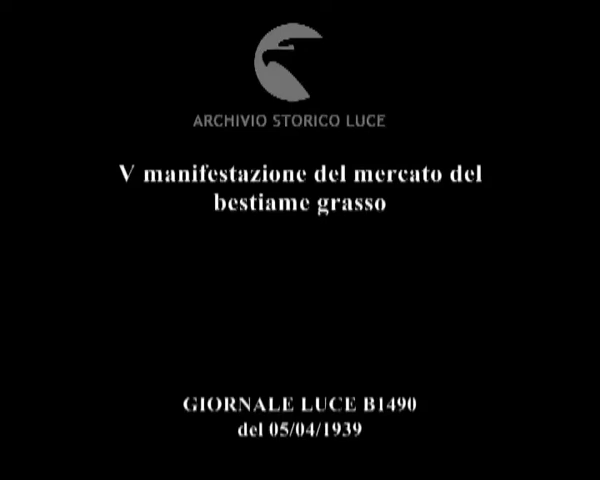 ARCHIVIO STORICO LUCE
V manifestazione del mercato del
bestiame grasso
GIORNALE LUCE B1490
del 05/04/1939